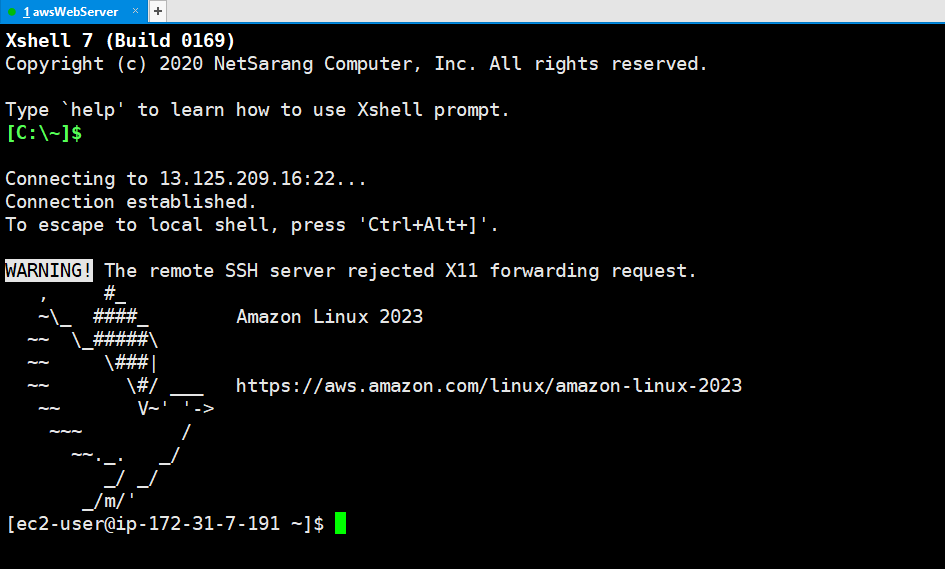 1 awsWebServer × +
Xshell 7 (Build 0169)
Copyright (c) 2020 NetSarang Computer, Inc. All rights reserved.

Type `help' to learn how to use Xshell prompt.
[C:\~]$

Connecting to 13.125.209.16:22...
Connection established.
To escape to local shell, press 'Ctrl+Alt+]'.

WARNING! The remote SSH server rejected X11 forwarding request.
   ,     #_
   ~\_  ####_        Amazon Linux 2023
  ~~  \_#####\
  ~~     \###|
  ~~       \#/ ___   https://aws.amazon.com/linux/amazon-linux-2023
   ~~       V~' '->
    ~~~         /
      ~~._.   _/
         _/ _/
       _/m/'
[ec2-user@ip-172-31-7-191 ~]$